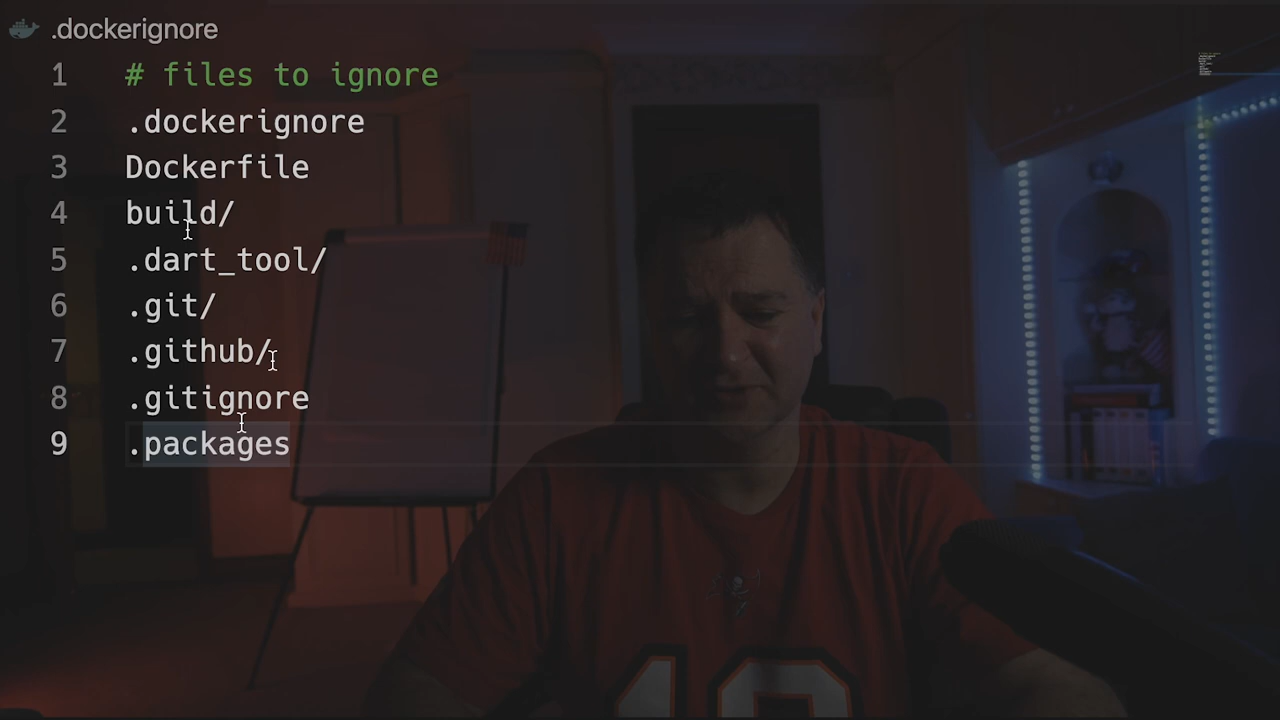 .dockerignore
1 # files to ignore
2 .dockerignore
3 Dockerfile
4 build/
5 .dart_tool/
6 .git/
7 .github/
8 .gitignore
9 .packages